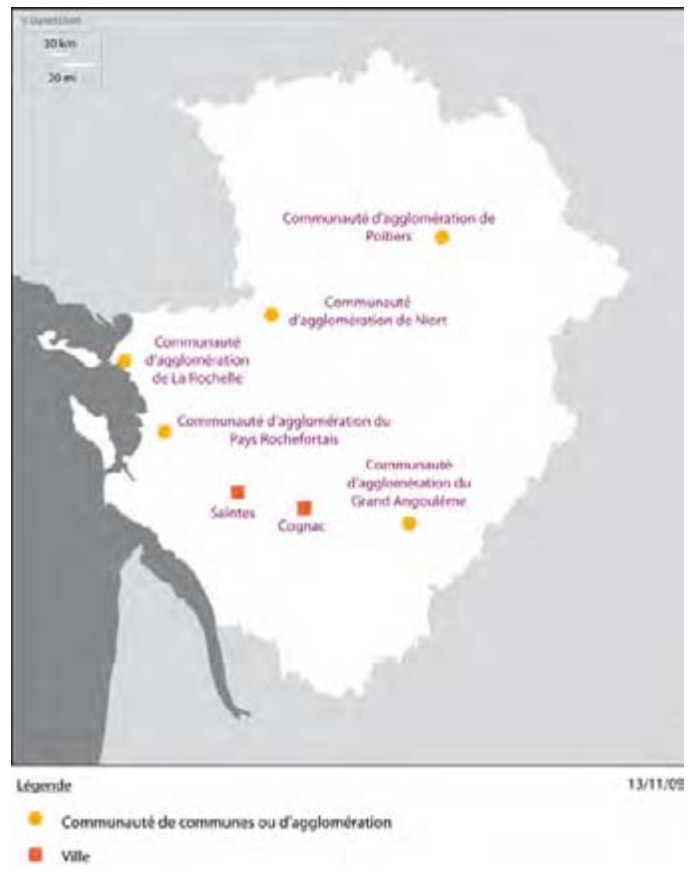 30 km
20 mi
Communauté d'agglomération de
Poitiers
Communauté
d'agglomération de Niort
Communauté
d'agglomération
de La Rochelle
Communauté d'agglomération du
Pays Rochefortais
Communauté
d'agglomération du
Grand Angoulême
Saintes
Cognac
Légende
13/11/09
Communauté de communes ou d'agglomération
Ville